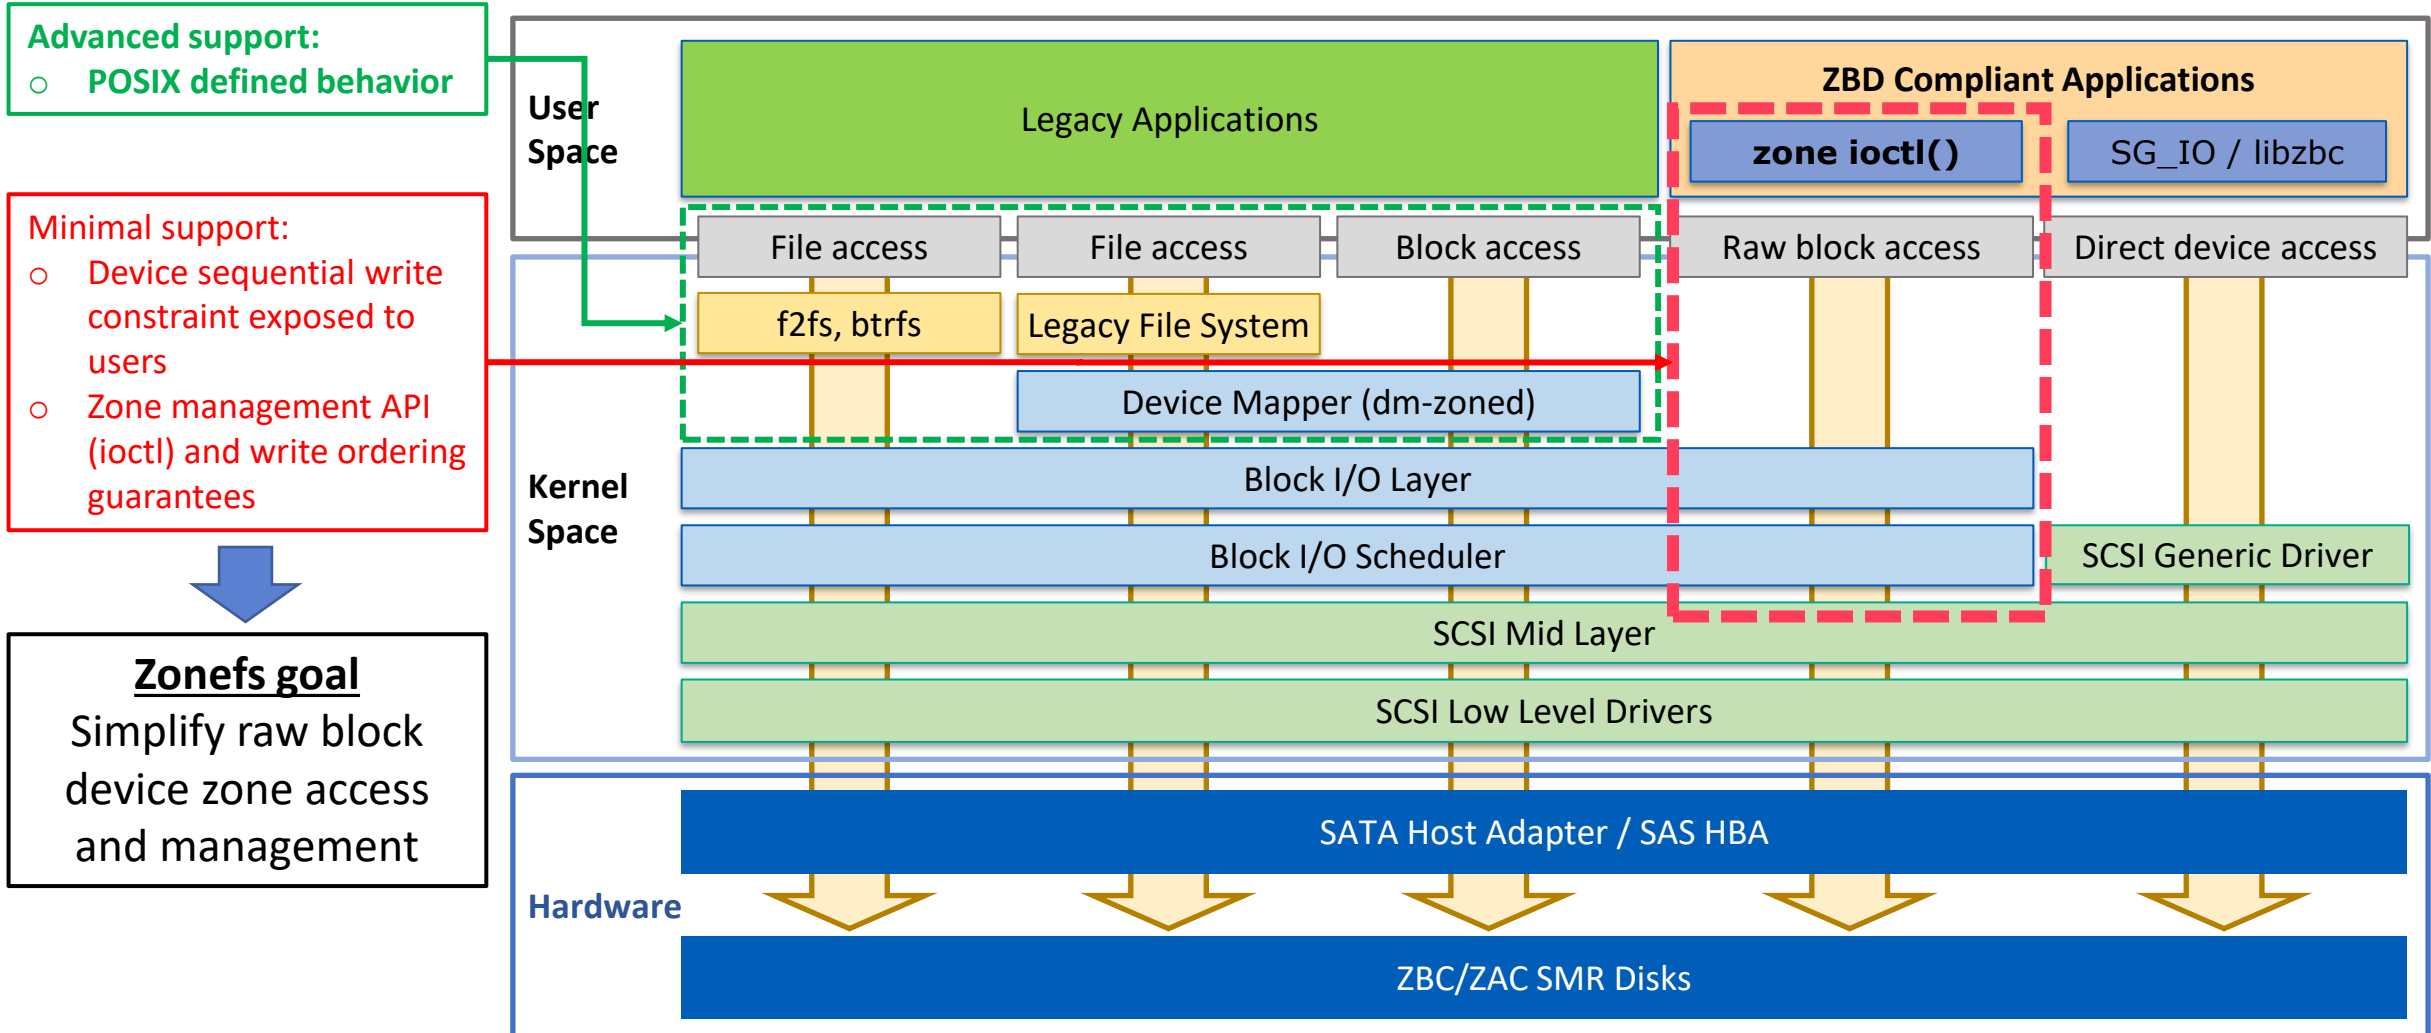 Advanced support:
o POSIX defined behavior
Minimal support:
o Device sequential write
constraint exposed to
users
o Zone management API
(ioctl) and write ordering
guarantees
Zonefs goal
Simplify raw block
device zone access
and management
User
Space
Legacy Applications
ZBD Compliant Applications
zone ioctl()
SG_IO / libzbc
File access
File access
Block access
Raw block access
Direct device access
f2fs, btrfs
Legacy File System
Device Mapper (dm-zoned)
Kernel
Space
Block I/O Layer
Block I/O Scheduler
SCSI Generic Driver
SCSI Mid Layer
SCSI Low Level Drivers
Hardware
SATA Host Adapter / SAS HBA
ZBC/ZAC SMR Disks